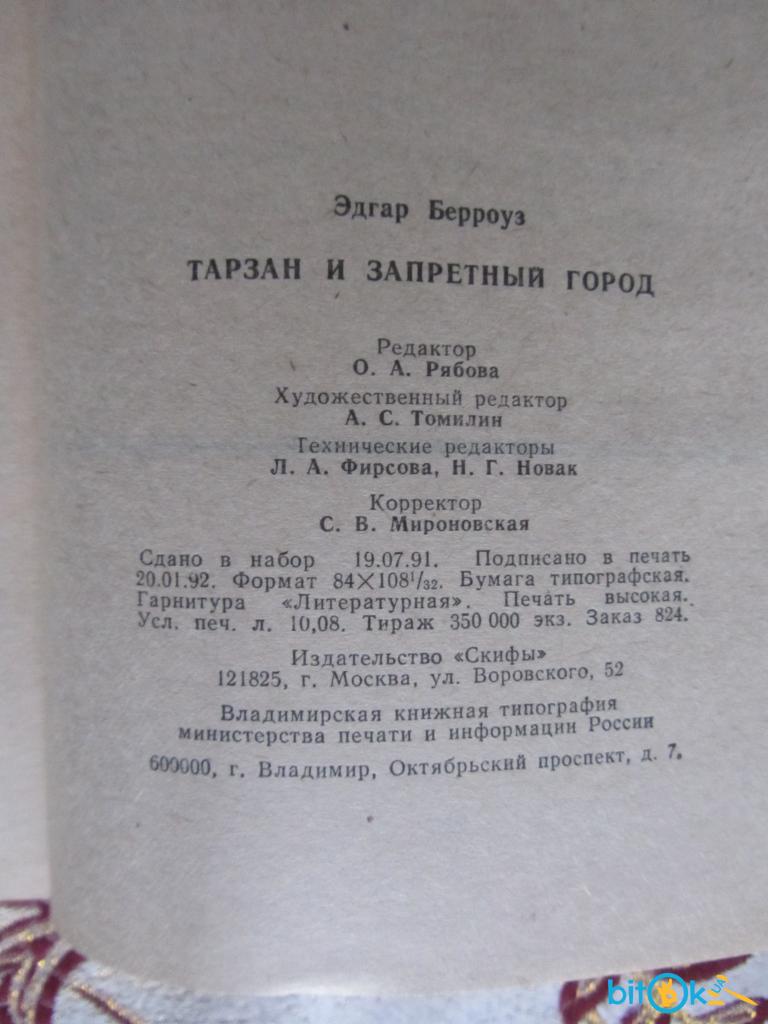 Эдгар Берроуз
ТАРЗАН И ЗАПРЕТНЫЙ ГОРОД
Редактор
О. А. Рябова
Художественный редактор
А. С. Томилин
Технические редакторы
Л. А. Фирсова, Н. Г. Новак
Корректор
С. В. Мироновская
Сдано в набор 19.07.91. Подписано в печать
20.01.92. Формат 84×108¹/₃₂. Бумага типографская.
Гарнитура «Литературная». Печать высокая.
Усл. печ. л. 10,08. Тираж 350 000 экз. Заказ 824.
Издательство «Скифы»
121825, г. Москва, ул. Воровского, 52
Владимирская книжная типография
министерства печати и информации России
600000, г. Владимир, Октябрьский проспект, д. 7.
bitOk.UA